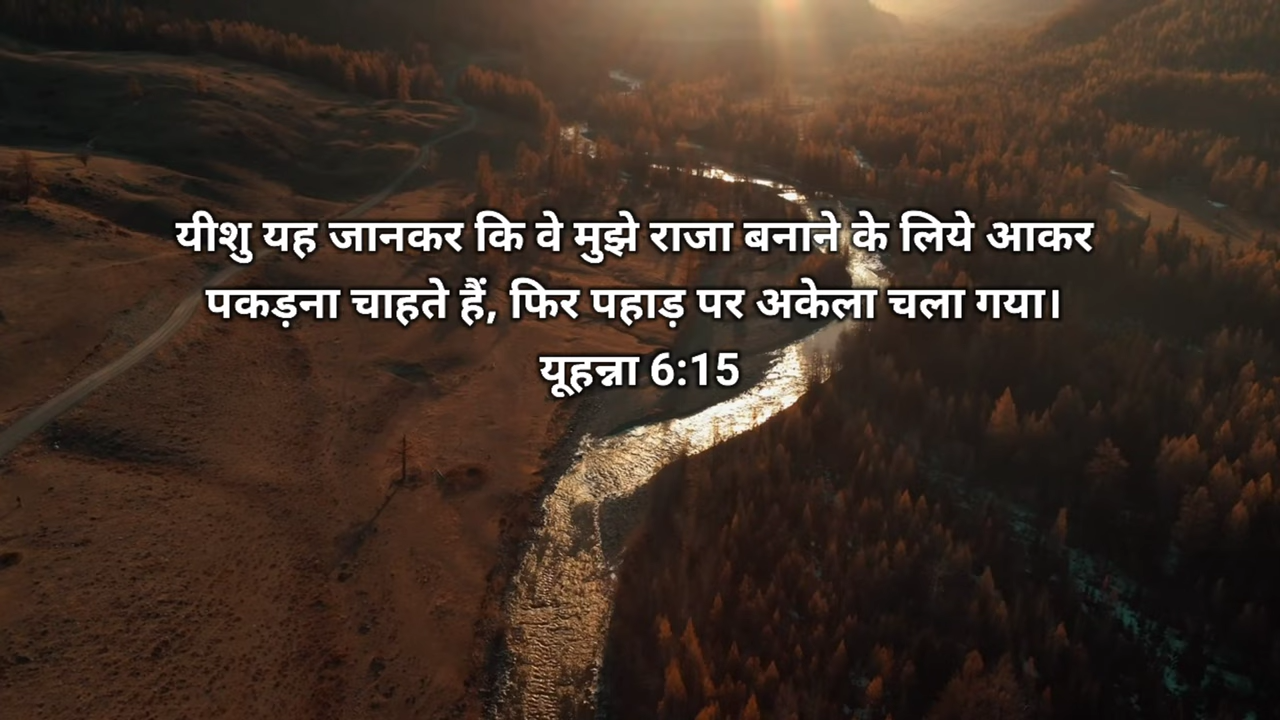 यीशु यह जानकर कि वे मुझे राजा बनाने के लिये आकर
पकड़ना चाहते हैं, फिर पहाड़ पर अकेला चला गया।
यूहन्ना 6:15